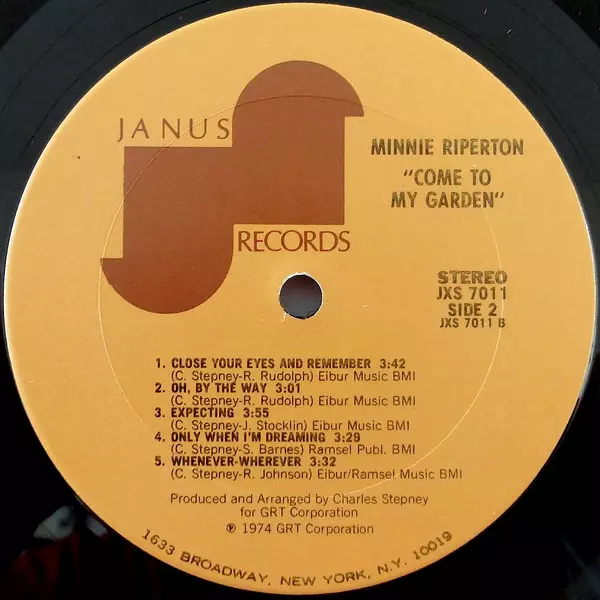 JANUS
RECORDS
MINNIE RIPERTON
"COME TO
MY GARDEN"
STEREO
JXS 7011
SIDE 2
JXS 7011 B
1. CLOSE YOUR EYES AND REMEMBER 3:42
(C. Stepney-R. Rudolph) Eibur Music BMI
2. OH, BY THE WAY 3:01
(C. Stepney-R. Rudolph) Eibur Music BMI
3. EXPECTING 3:55
(C. Stepney-J. Stocklin) Eibur Music BMI
4. ONLY WHEN I'M DREAMING 3:29
(C. Stepney-S. Barnes) Ramsel Publ. BMI
5. WHENEVER-WHEREVER 3:32
(C. Stepney-R. Johnson) Eibur/Ramsel Music BMI
Produced and Arranged by Charles Stepney
for GRT Corporation
℗ 1974 GRT Corporation
1633 BROADWAY, NEW YORK, N.Y. 10019